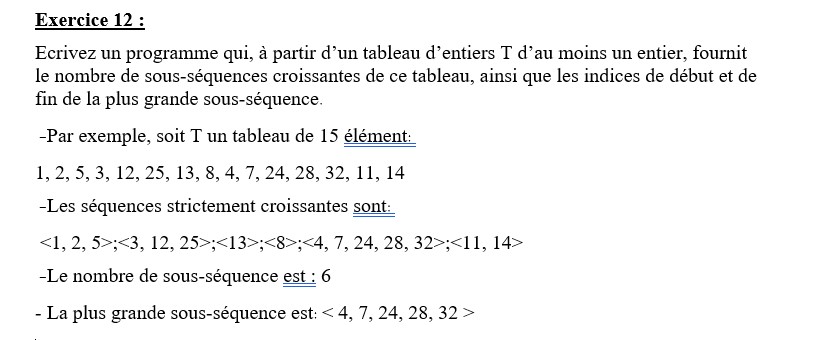 Exercice 12 :
Ecrivez un programme qui, à partir d’un tableau d’entiers T d’au moins un entier, fournit
le nombre de sous-séquences croissantes de ce tableau, ainsi que les indices de début et de
fin de la plus grande sous-séquence.
-Par exemple, soit T un tableau de 15 élément:
1, 2, 5, 3, 12, 25, 13, 8, 4, 7, 24, 28, 32, 11, 14
-Les séquences strictement croissantes sont:
<1, 2, 5>;<3, 12, 25>;<13>;<8>;<4, 7, 24, 28, 32>;<11, 14>
-Le nombre de sous-séquence est : 6
- La plus grande sous-séquence est: < 4, 7, 24, 28, 32 >